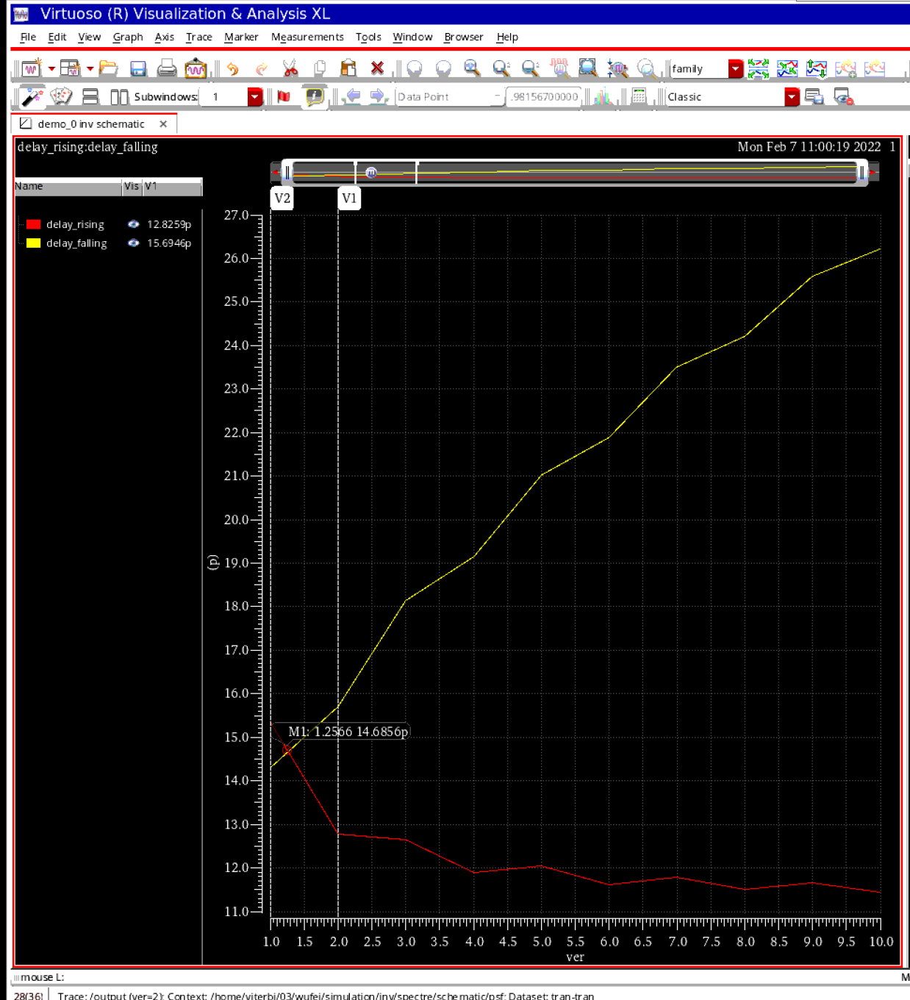 Virtuoso (R) Visualization & Analysis XL
File Edit View Graph Axis Trace Marker Measurements Tools Window Browser Help
family
Subwindows: 1 Data Point .98156700000 Classic
demo_0 inv schematic
delay_rising:delay_falling Mon Feb 7 11:00:19 2022 1
Name Vis V1
V2 V1
delay_rising 12.8259p
delay_falling 15.6946p
27.0
26.0
25.0
24.0
23.0
22.0
21.0
20.0
(p) 19.0
18.0
17.0
16.0
M1: 1.2566 14.6856p
15.0
14.0
13.0
12.0
11.0
1.0 1.5 2.0 2.5 3.0 3.5 4.0 4.5 5.0 5.5 6.0 6.5 7.0 7.5 8.0 8.5 9.0 9.5 10.0
ver
mouse L: M
28(36) Trace: /output (ver=2); Context: /home/viterbi/03/wufei/simulation/inv/spectre/schematic/psf; Dataset: tran-tran